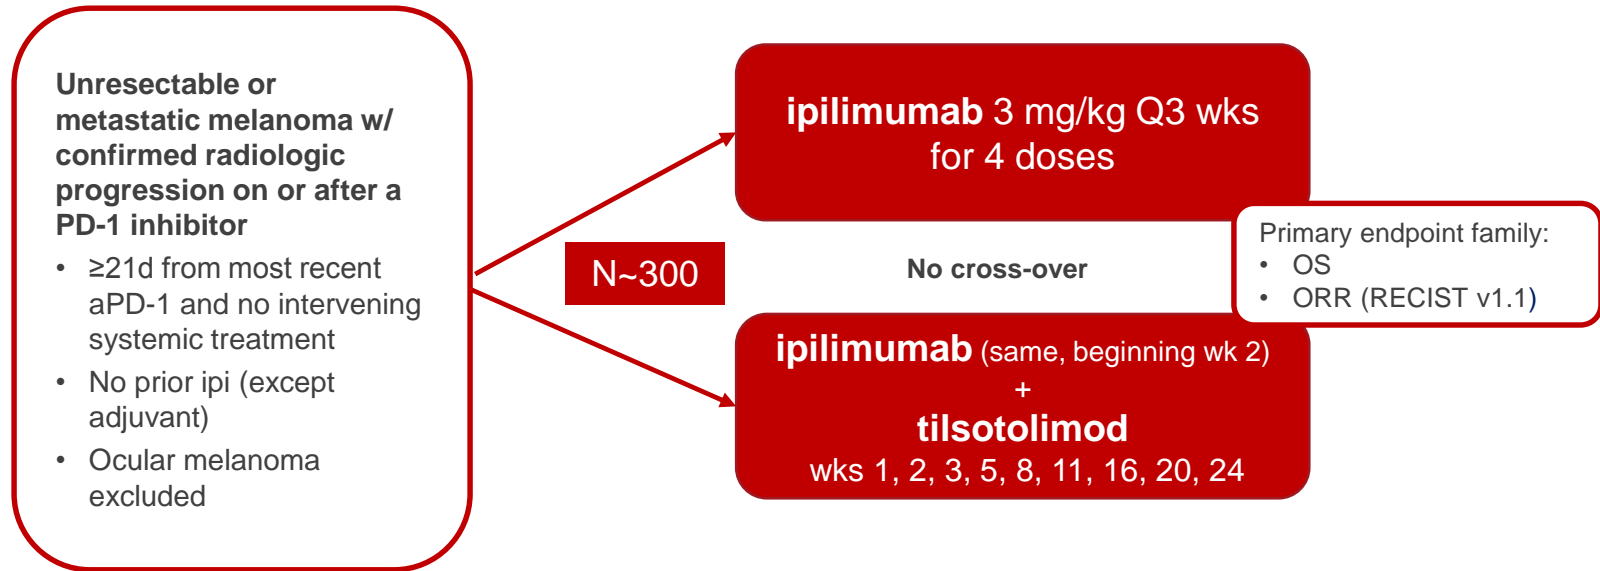 Unresectable or
metastatic melanoma w/
confirmed radiologic
progression on or after a
PD-1 inhibitor
• ≥21d from most recent
aPD-1 and no intervening
systemic treatment
• No prior ipi (except
adjuvant)
• Ocular melanoma
excluded
N~300
ipilimumab 3 mg/kg Q3 wks
for 4 doses
No cross-over
ipilimumab (same, beginning wk 2)
+
tilsotolimod
wks 1, 2, 3, 5, 8, 11, 16, 20, 24
Primary endpoint family:
• OS
• ORR (RECIST v1.1)